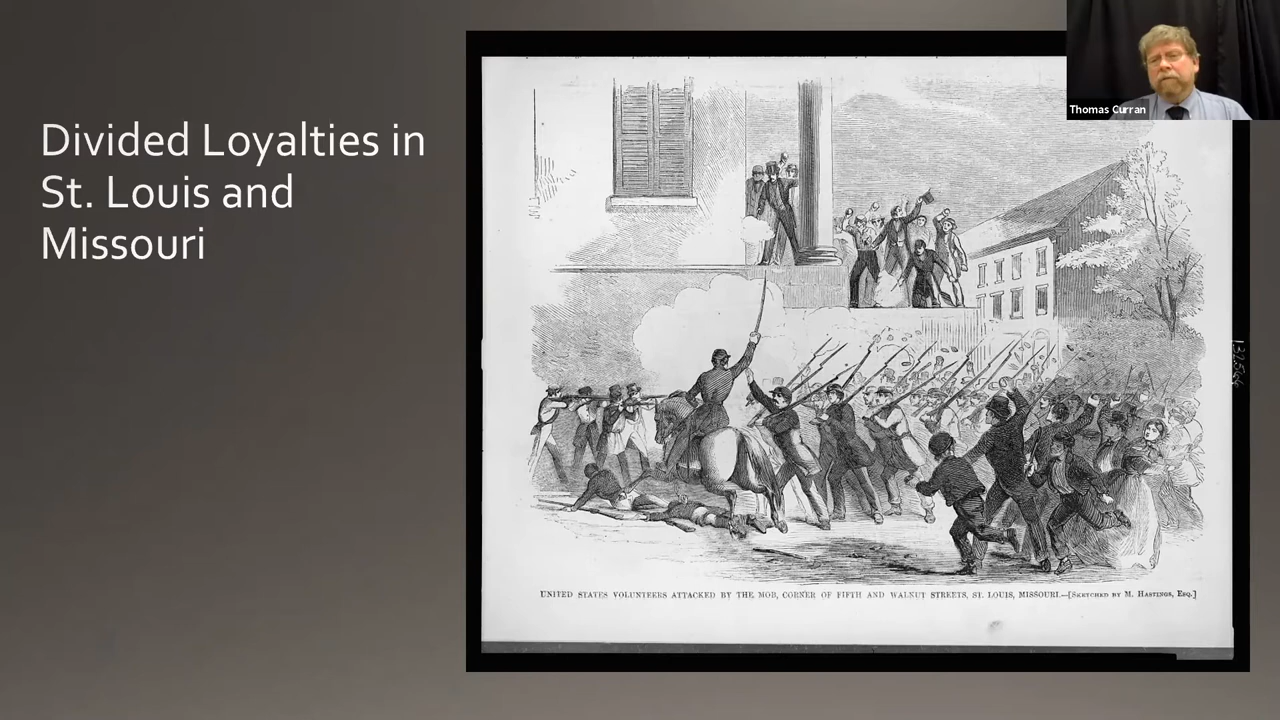 Divided Loyalties in
St. Louis and
Missouri
Thomas Curran
UNITED STATES VOLUNTEERS ATTACKED BY THE MOB, CORNER OF FIFTH AND WALNUT STREETS, ST. LOUIS, MISSOURI.—[SKETCHED BY M. HASTINGS, ESQ.]